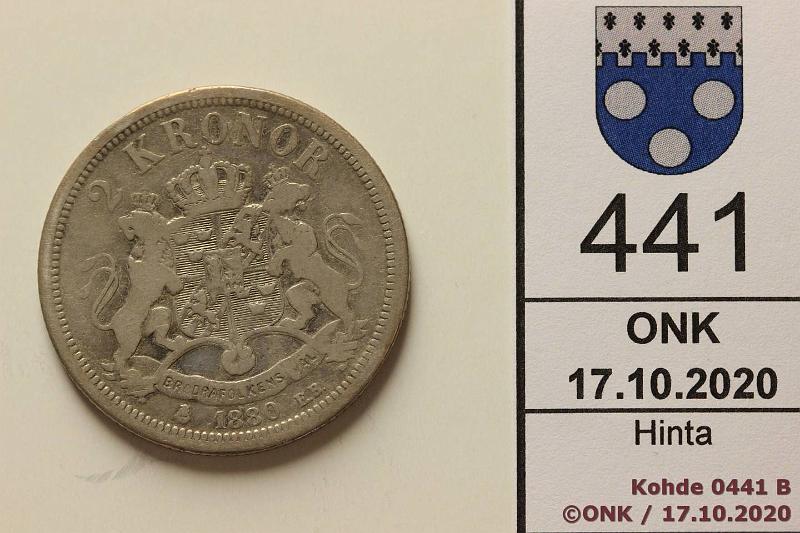 2 KRONOR
BRÖDRAFOLKENS VÄL
1880 E.B.
441
ONK
17.10.2020
Hinta
Kohde 0441 B
©ONK / 17.10.2020